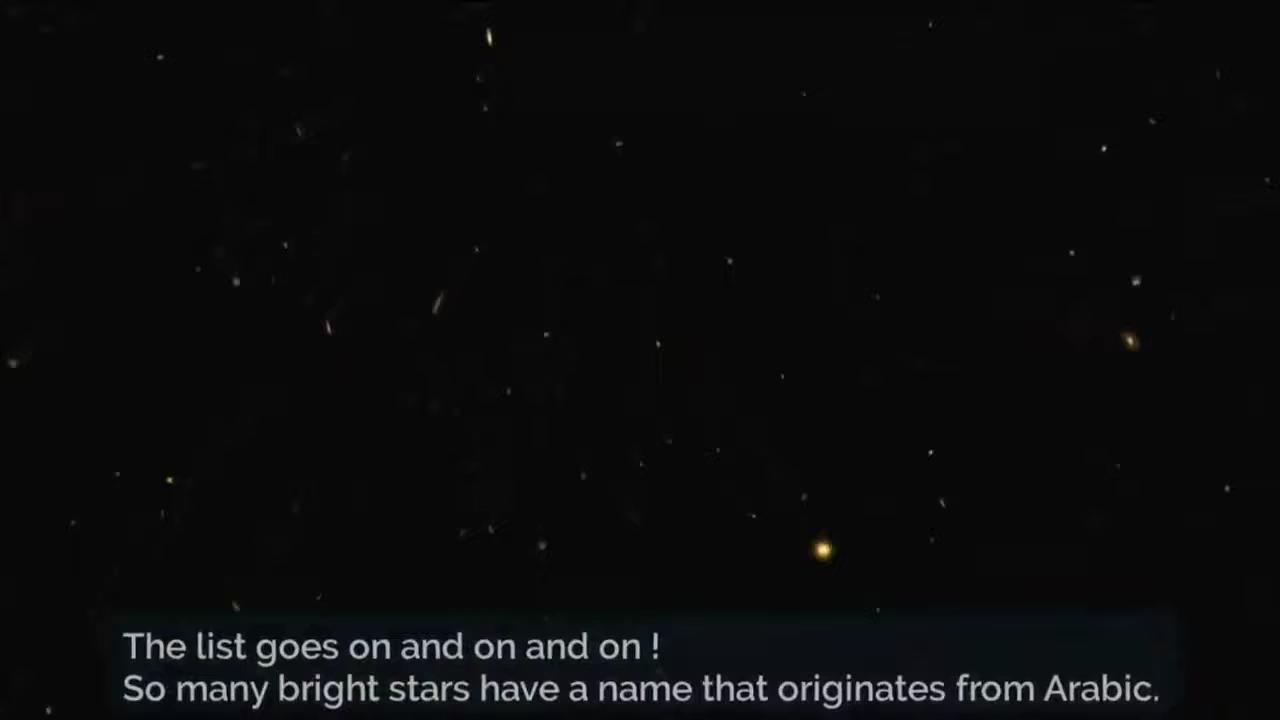 The list goes on and on and on !
So many bright stars have a name that originates from Arabic.